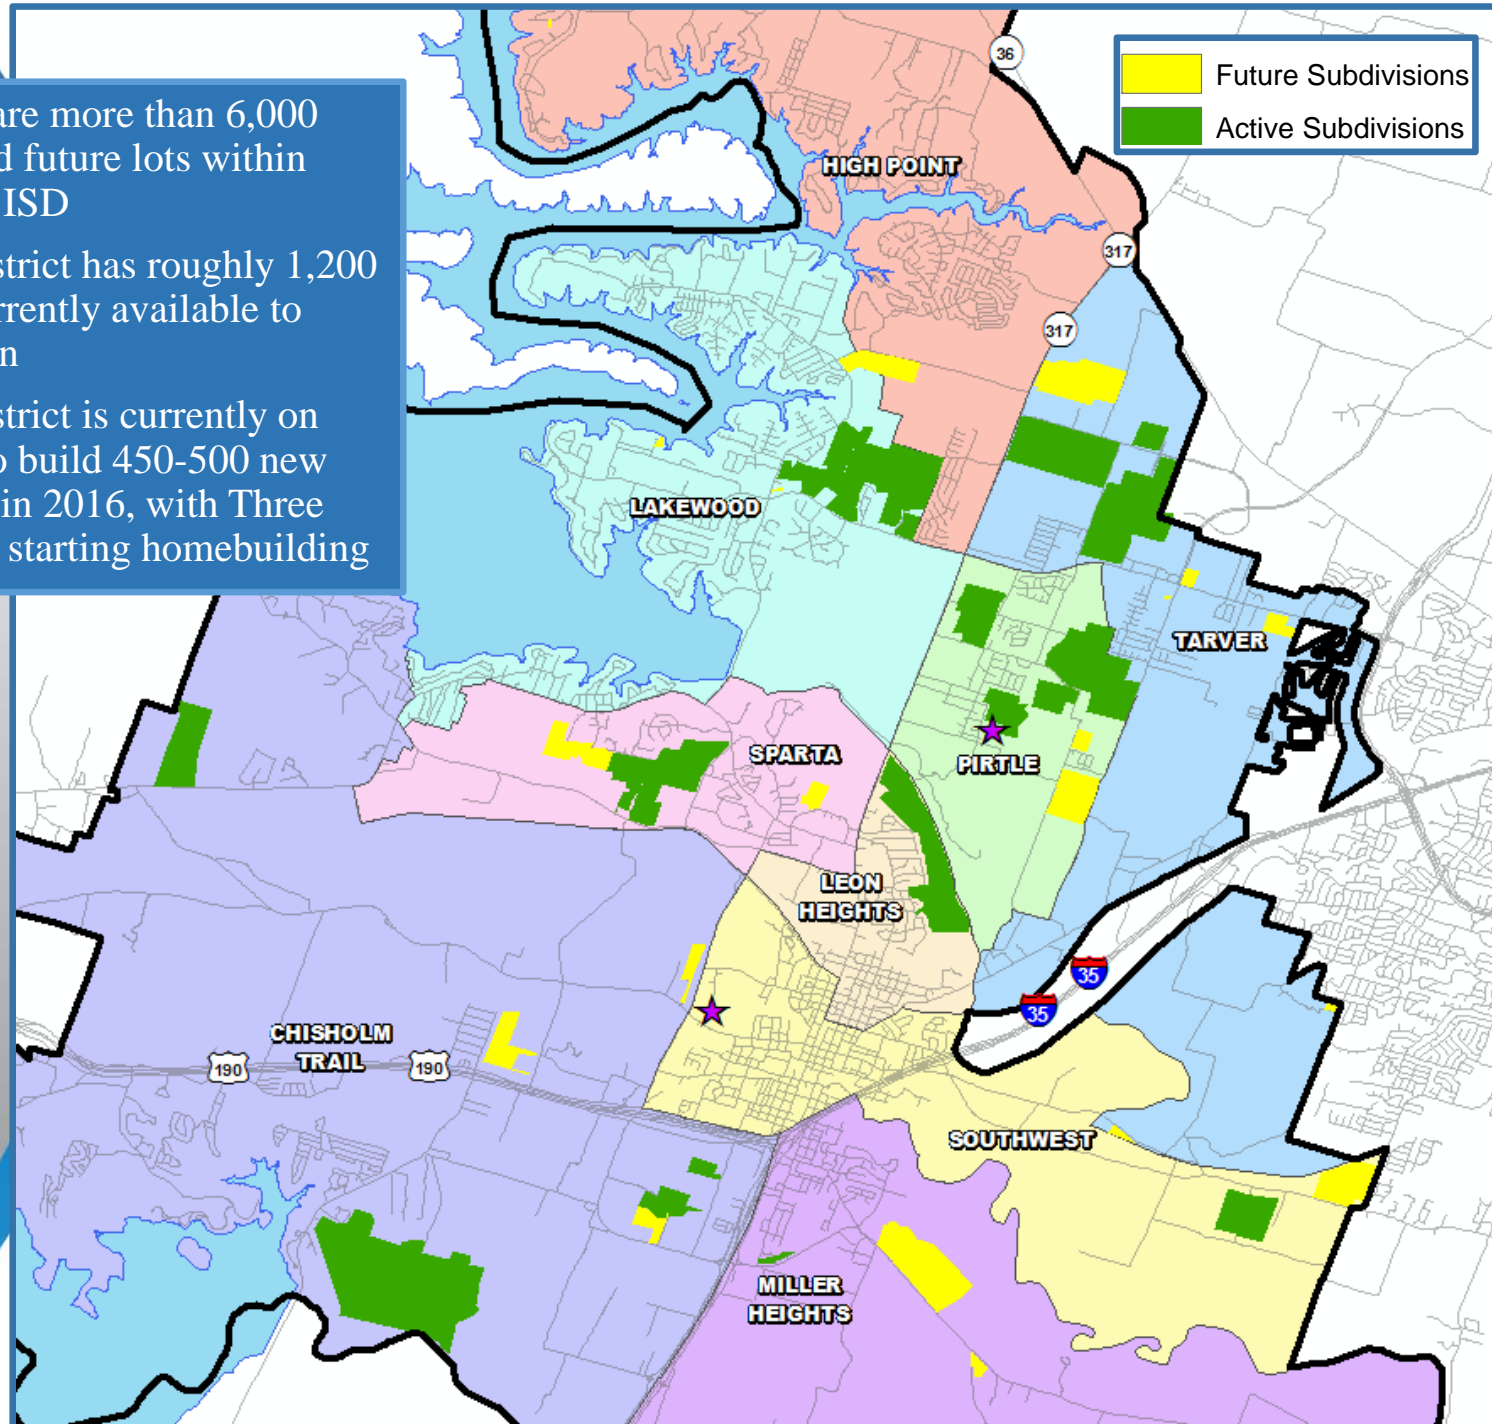 are more than 6,000
d future lots within
ISD
strict has roughly 1,200
rrently available to
n
strict is currently on
o build 450-500 new
in 2016, with Three
starting homebuilding
Future Subdivisions
Active Subdivisions
36
HIGH POINT
317
317
LAKEWOOD
TARVER
SPARTA
PIRTLE
LEON
HEIGHTS
35
35
CHISHOLM
TRAIL
190
190
SOUTHWEST
MILLER
HEIGHTS